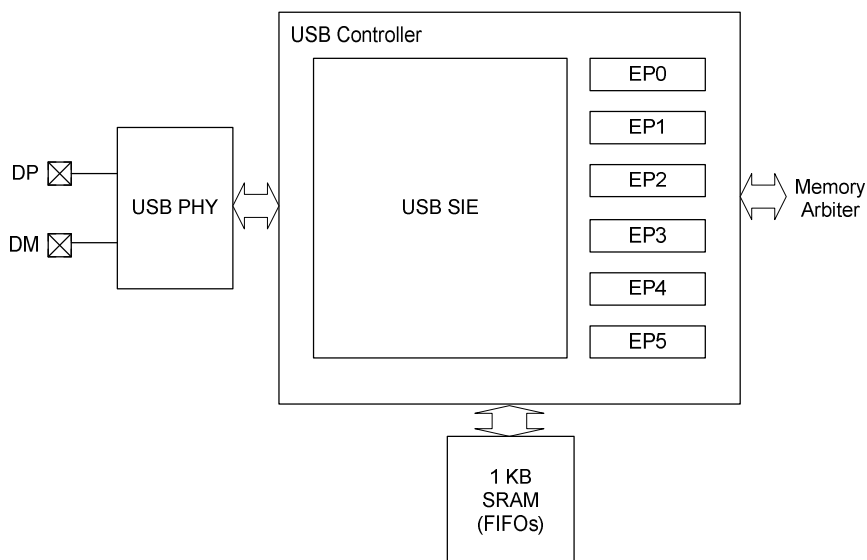 USB Controller
DP
DM
USB PHY
USB SIE
EP0
EP1
EP2
EP3
EP4
EP5
Memory
Arbiter
1 KB
SRAM
(FIFOs)